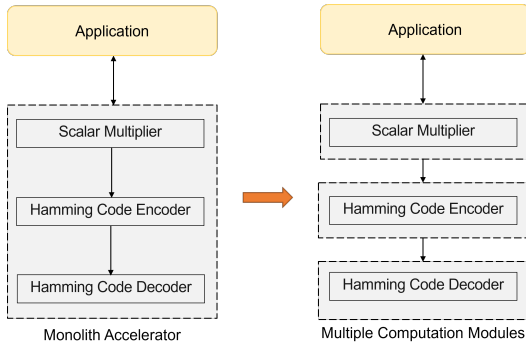 Application
Scalar Multiplier
Hamming Code Encoder
Hamming Code Decoder
Monolith Accelerator
Application
Scalar Multiplier
Hamming Code Encoder
Hamming Code Decoder
Multiple Computation Modules